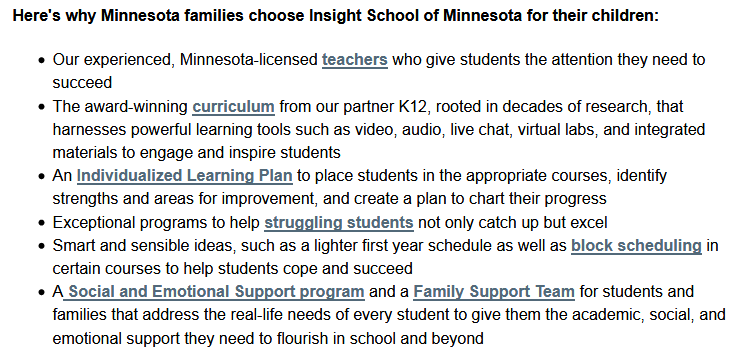 Here's why Minnesota families choose Insight School of Minnesota for their children:
• Our experienced, Minnesota-licensed teachers who give students the attention they need to
succeed
• The award-winning curriculum from our partner K12, rooted in decades of research, that
harnesses powerful learning tools such as video, audio, live chat, virtual labs, and integrated
materials to engage and inspire students
• An Individualized Learning Plan to place students in the appropriate courses, identify
strengths and areas for improvement, and create a plan to chart their progress
• Exceptional programs to help struggling students not only catch up but excel
• Smart and sensible ideas, such as a lighter first year schedule as well as block scheduling in
certain courses to help students cope and succeed
• A Social and Emotional Support program and a Family Support Team for students and
families that address the real-life needs of every student to give them the academic, social, and
emotional support they need to flourish in school and beyond